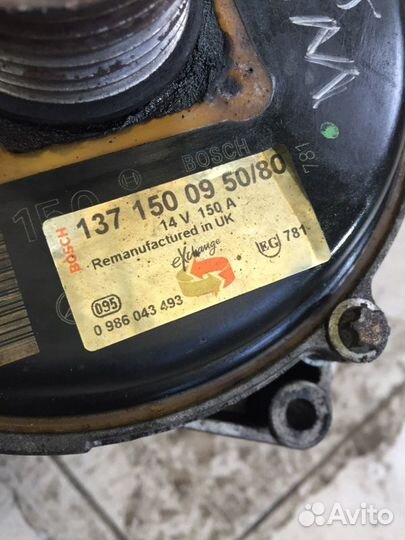 BOSCH
781
150
BOSCH
137 150 09 50/80
14 V 150 A
Remanufactured in UK
eXchange
EG 781
095
0 986 043 493
Avito